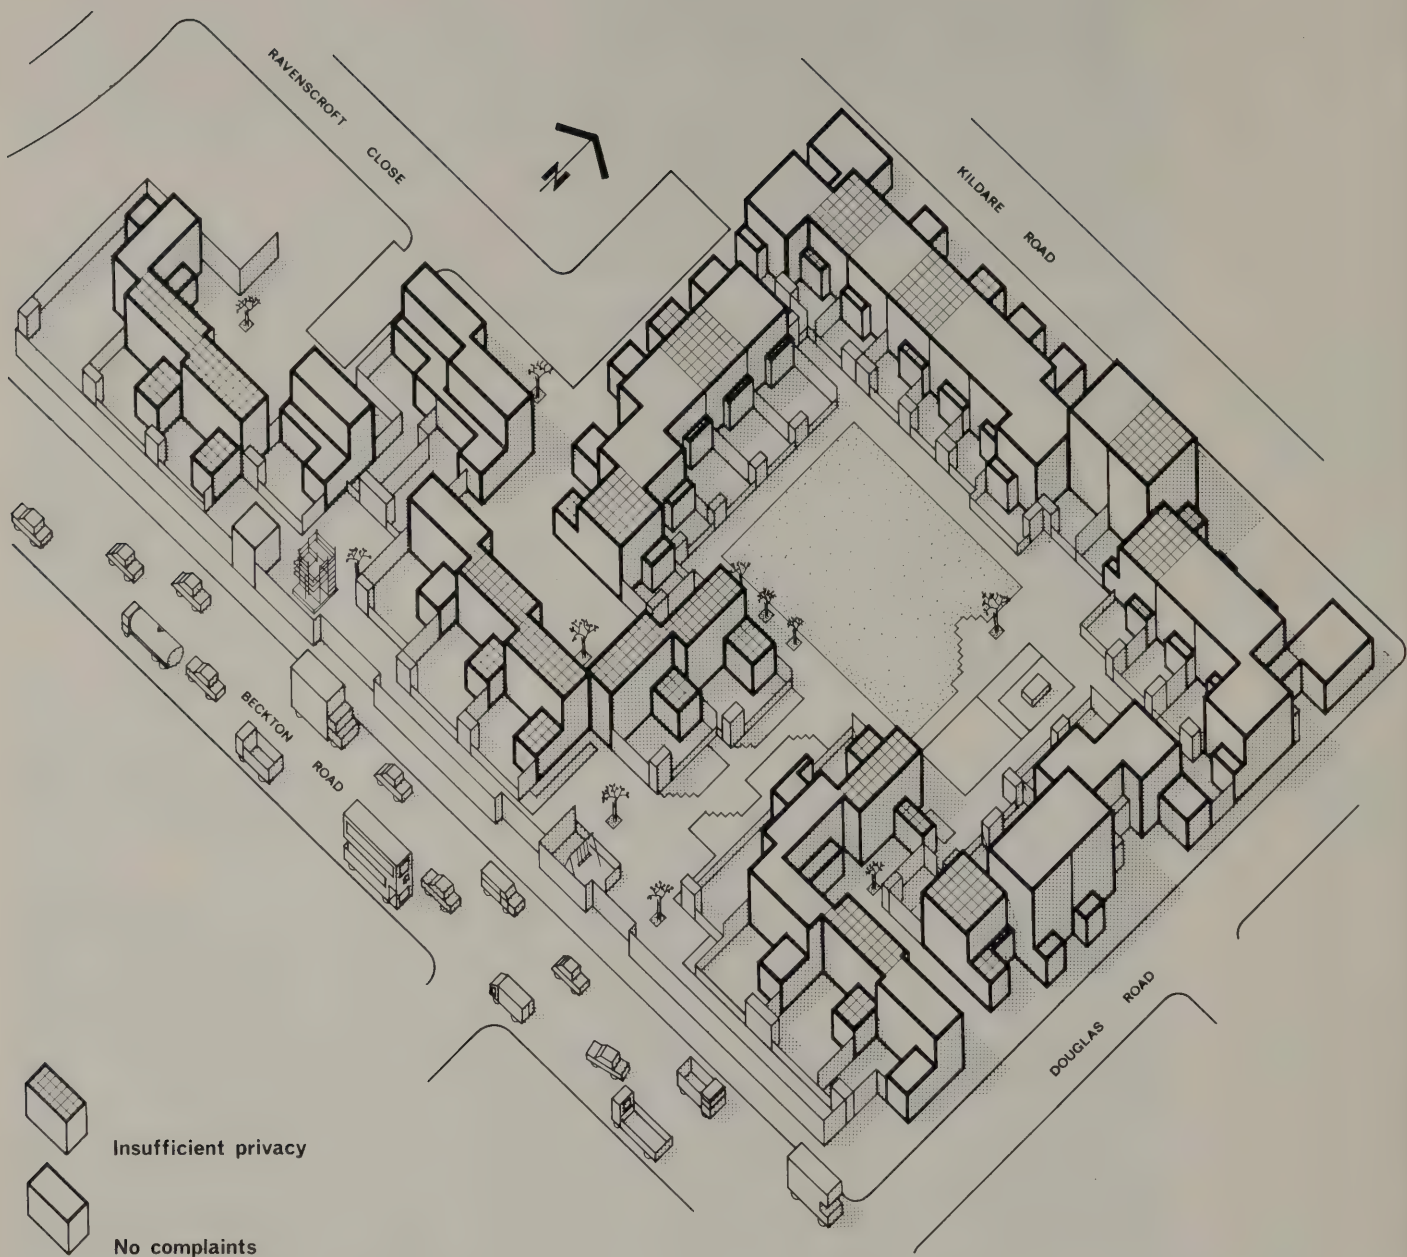 RAVENSCROFT CLOSE
KILDARE ROAD
N
BECKTON ROAD
DOUGLAS ROAD
Insufficient privacy
No complaints